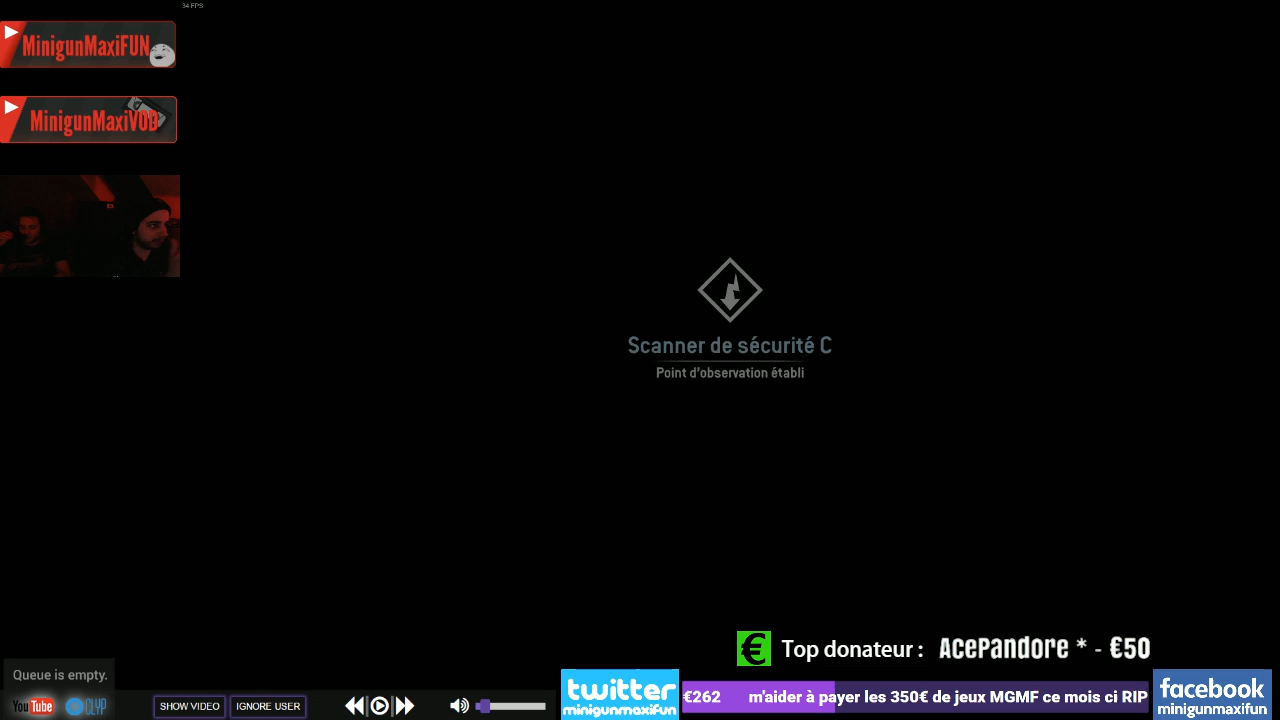 34 FPS
MinigunMaxiFUN
MinigunMaxiVOD
Scanner de sécurité C
Point d'observation établi
Top donateur : AcePandore * - €50
Queue is empty.
YouTube CLYP
SHOW VIDEO
IGNORE USER
twitter
minigunmaxifun
€262 m'aider à payer les 350€ de jeux MGMF ce mois ci RIP
facebook
minigunmaxifun